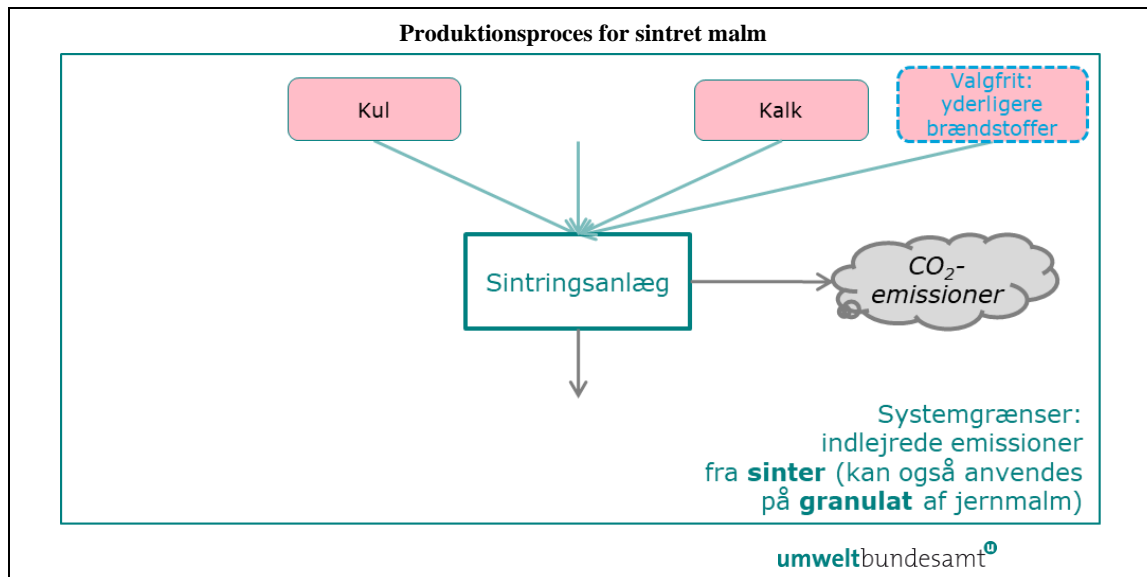 Produktionsproces for sintret malm
Kul
Kalk
Valgfrit:
yderligere
brændstoffer
Sintringsanlæg
CO₂-
emissioner
Systemgrænser:
indlejrede emissioner
fra sinter (kan også anvendes
på granulat af jernmalm)
umweltbundesamt